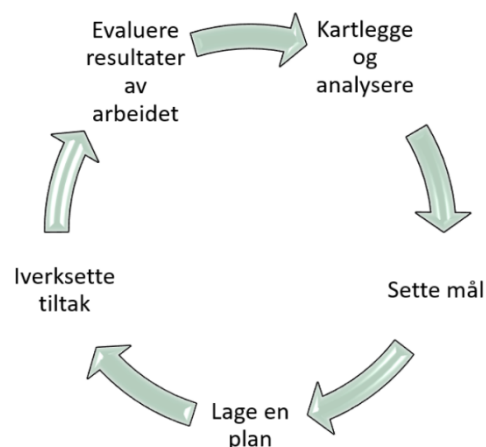 Evaluere
resultater
av
arbeidet
Kartlegge
og
analysere
Sette mål
Lage en
plan
Iverksette
tiltak